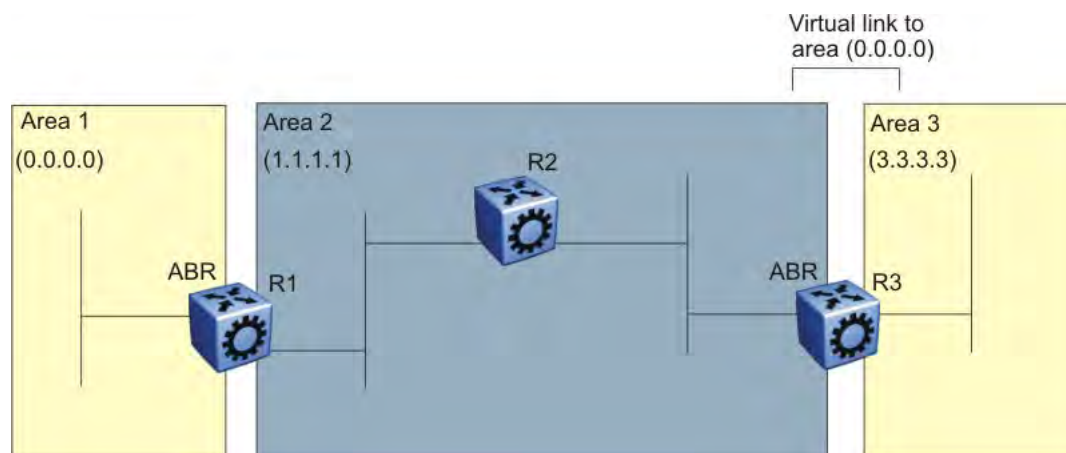 Virtual link to
area (0.0.0.0)
Area 1
(0.0.0.0)
Area 2
(1.1.1.1)
R2
Area 3
(3.3.3.3)
ABR
R1
ABR
R3